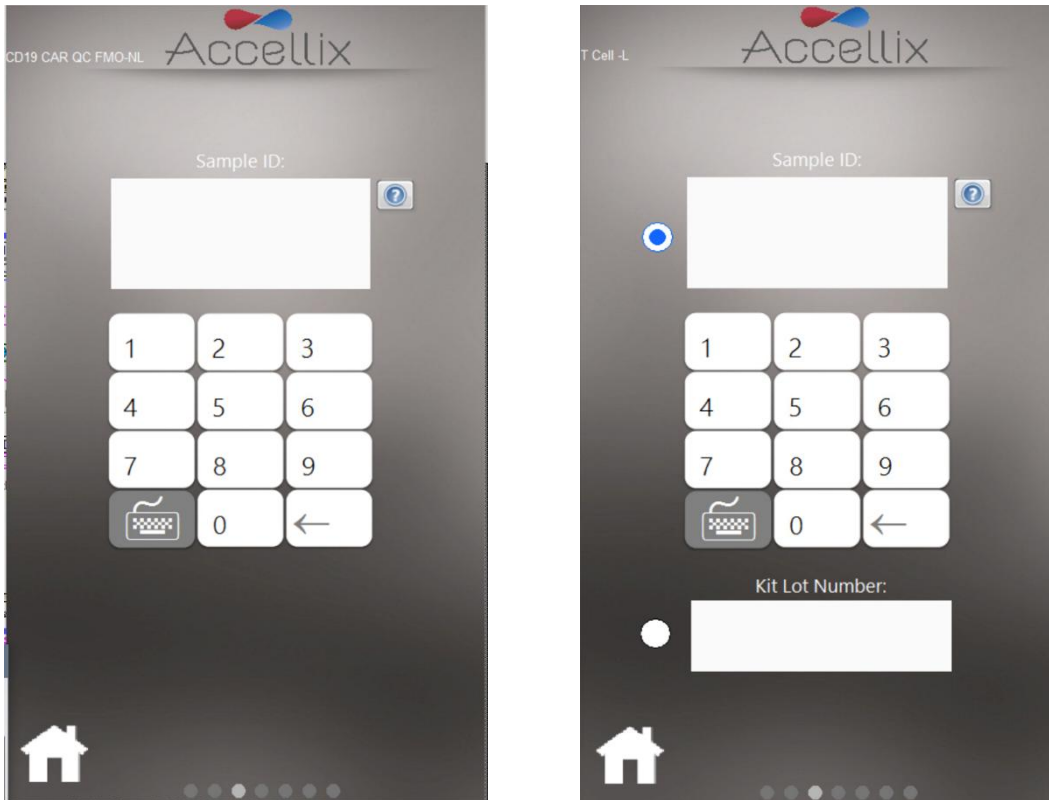 Accellix
CD19 CAR QC FMO-NL
Sample ID:
1 2 3
4 5 6
7 8 9
0 ←
Accellix
T Cell -L
Sample ID:
1 2 3
4 5 6
7 8 9
0 ←
Kit Lot Number: